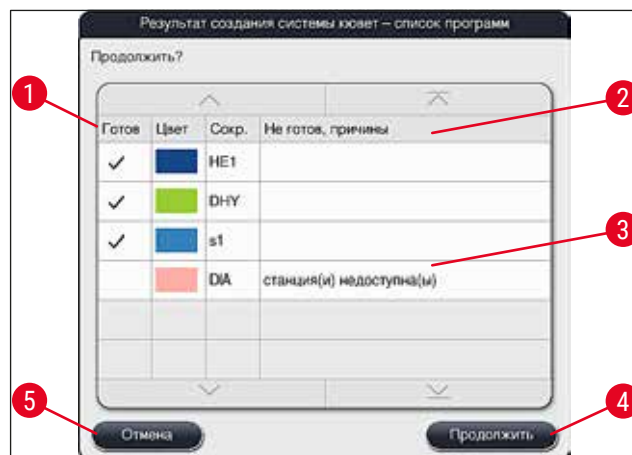 Результат создания системы кювет – список программ
Продолжить?
1
2
Готов Цвет Сокр. Не готов, причины
HE1
DHY
s1
3
DIA станция(и) недоступна(ы)
5
4
Отмена Продолжить